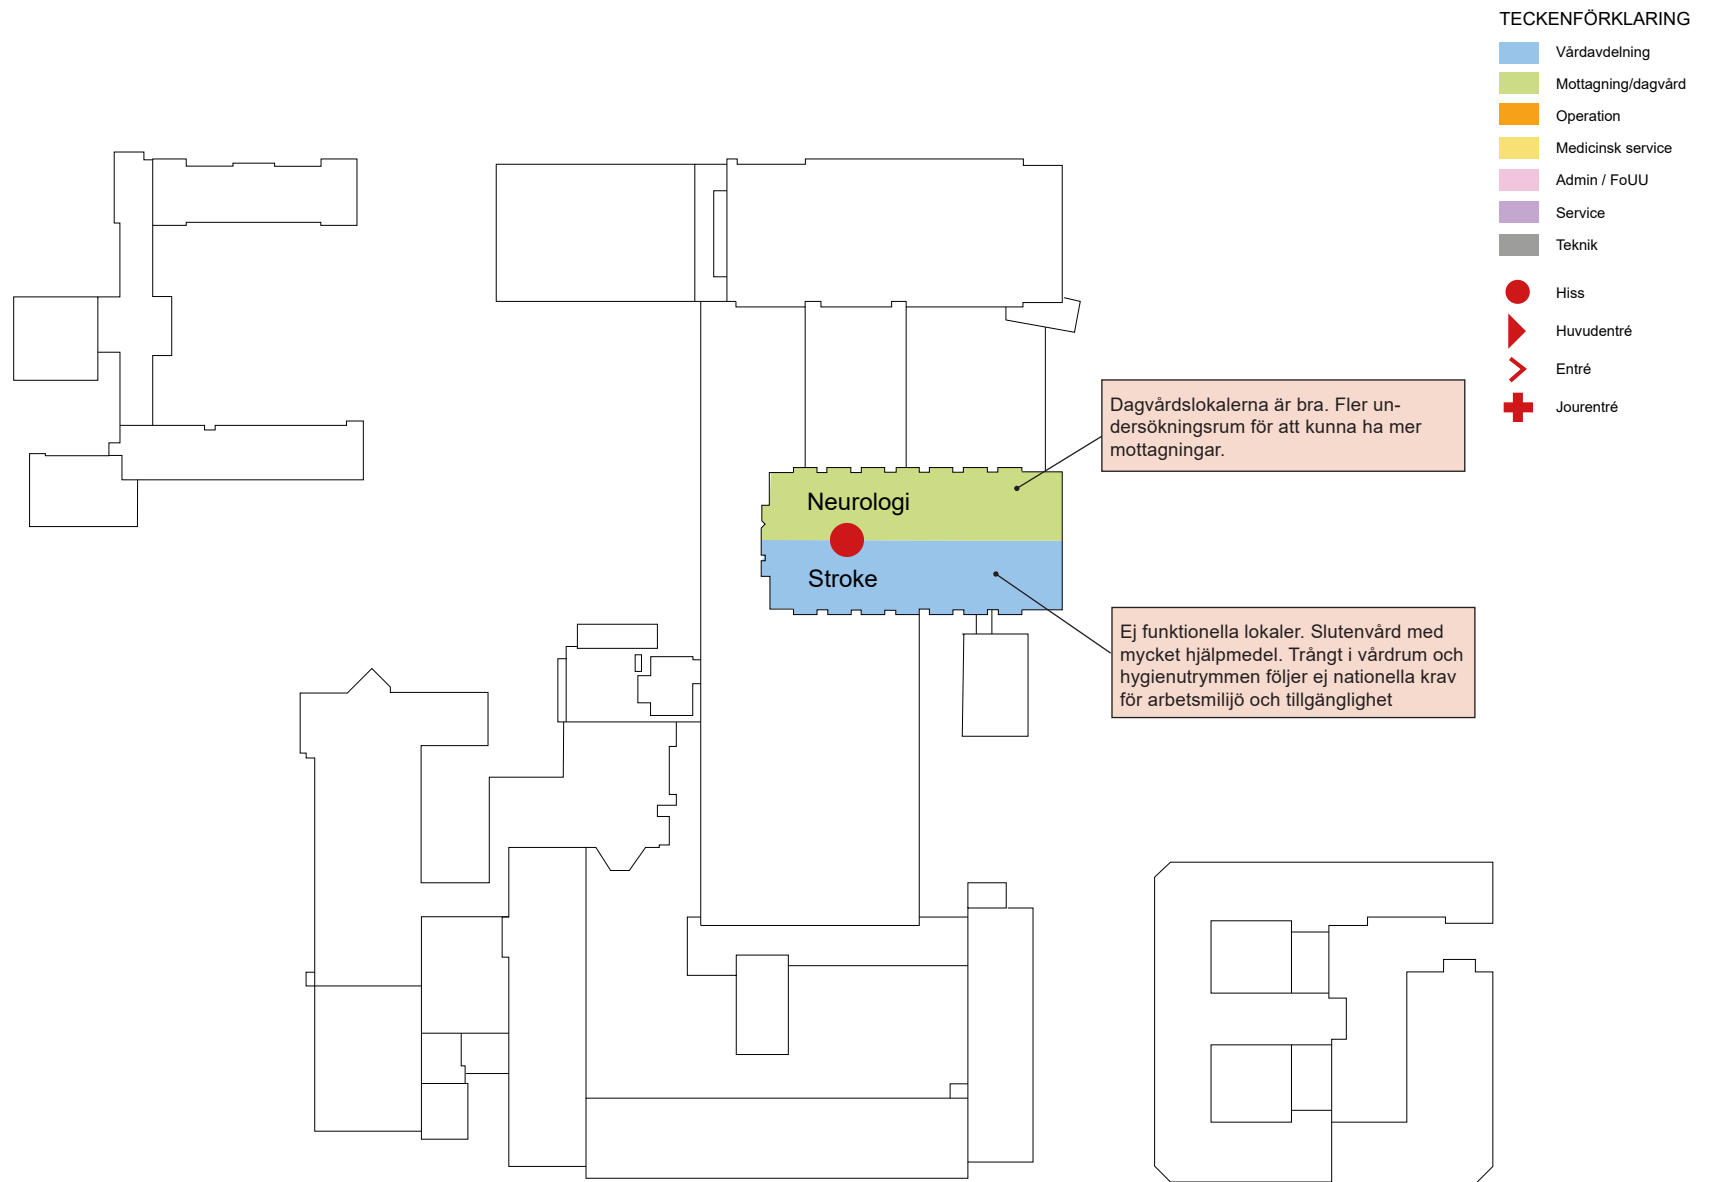 TECKENFÖRKLARING
Vårdavdelning
Mottagning/dagvård
Operation
Medicinsk service
Admin / FoUU
Service
Teknik
Hiss
Huvudentré
Entré
Jourentré
Dagvårdslokalerna är bra. Fler un-
dersökningsrum för att kunna ha mer
mottagningar.
Neurologi
Stroke
Ej funktionella lokaler. Slutenvård med
mycket hjälpmedel. Trångt i vårdrum och
hygienutrymmen följer ej nationella krav
för arbetsmilijö och tillgänglighet